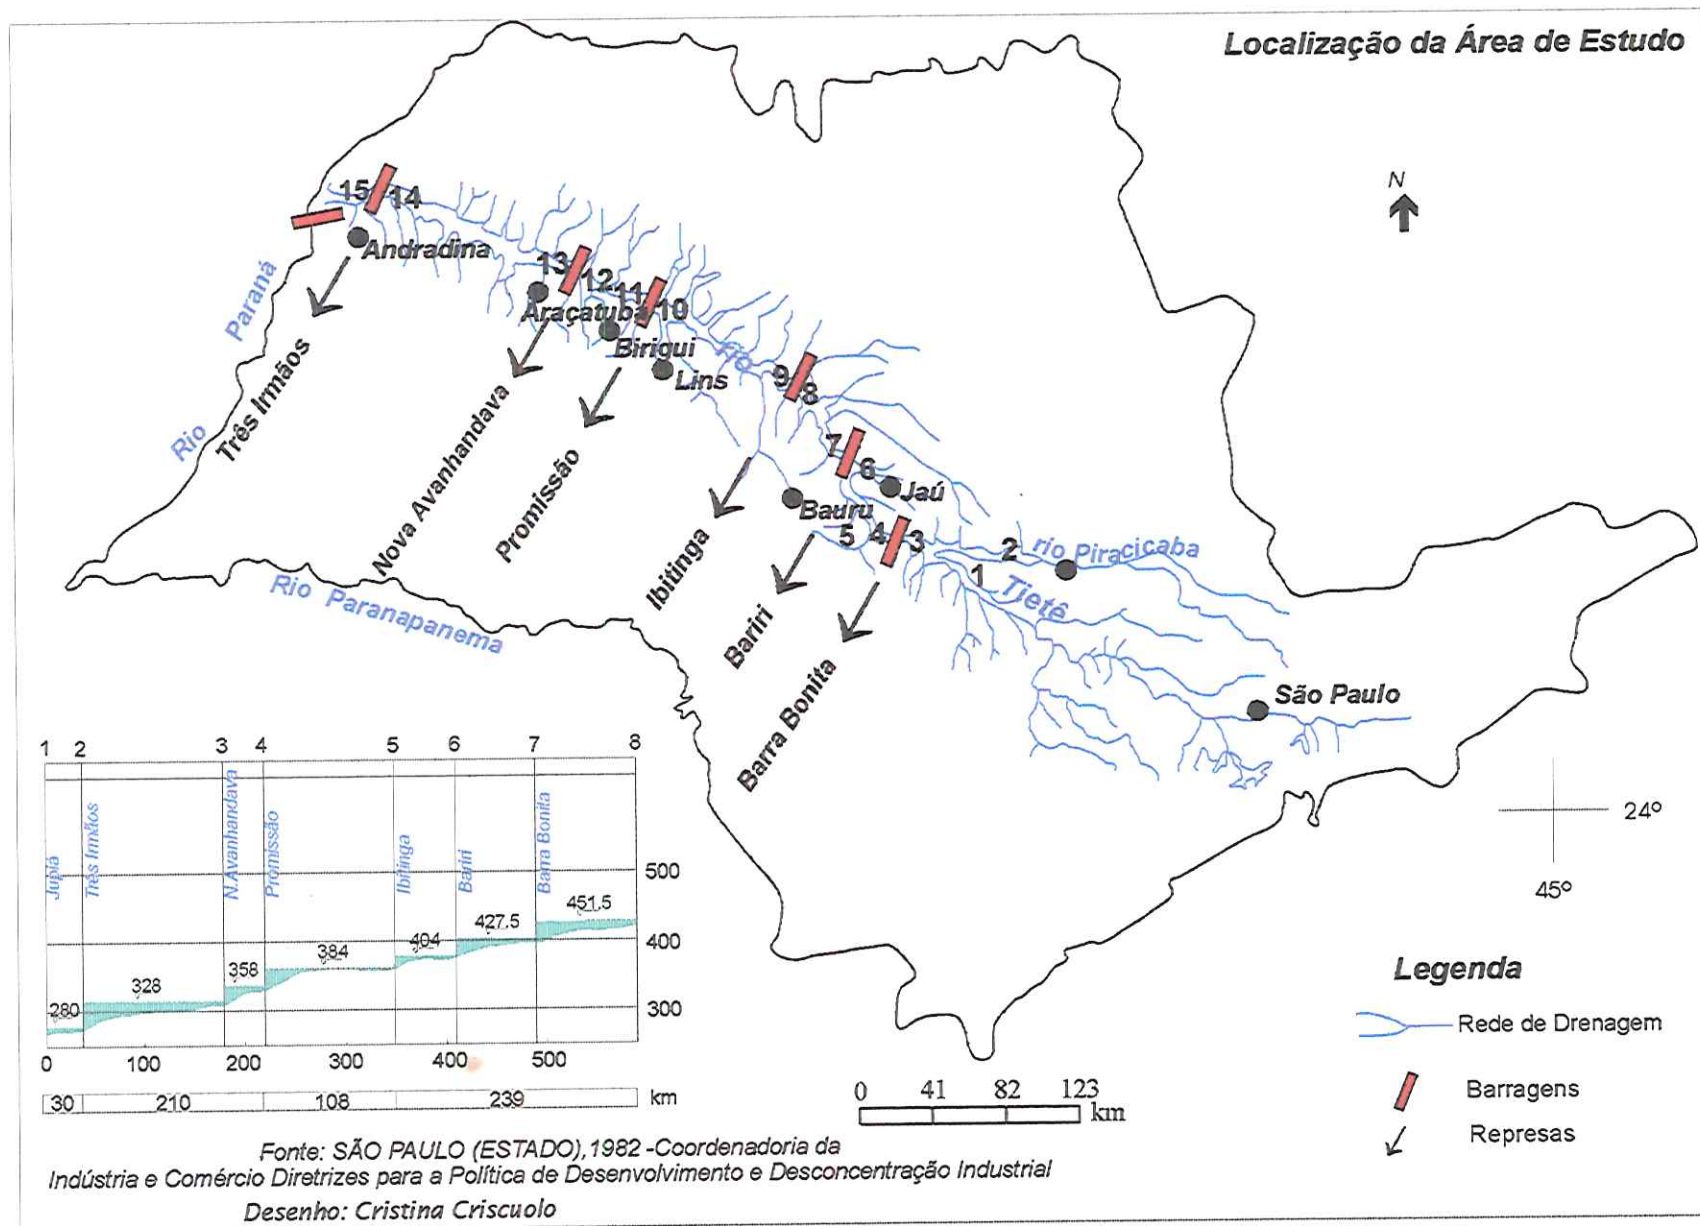 Localização da Área de Estudo
N
15
14
Andradina
13
12
11
10
Araçatuba
Birigui
Lins
rio
9
8
7
6
Jaú
Bauru
5
4
3
2
rio Piracicaba
1
Tietê
São Paulo
Rio Paraná
Rio Paranapanema
Três Irmãos
Nova Avanhandava
Promissão
Ibitinga
Bariri
Barra Bonita
1 2 3 4 5 6 7 8
Jupiá
Três Irmãos
N.Avanhandava
Promissão
Ibitinga
Bariri
Barra Bonita
500
400
300
280
328
358
384
404
427.5
451.5
0 100 200 300 400 500
30 210 108 239 km
0 41 82 123
km
24º
45º
Legenda
Rede de Drenagem
Barragens
Represas
Fonte: SÃO PAULO (ESTADO),1982 -Coordenadoria da
Indústria e Comércio Diretrizes para a Política de Desenvolvimento e Desconcentração Industrial
Desenho: Cristina Criscuolo